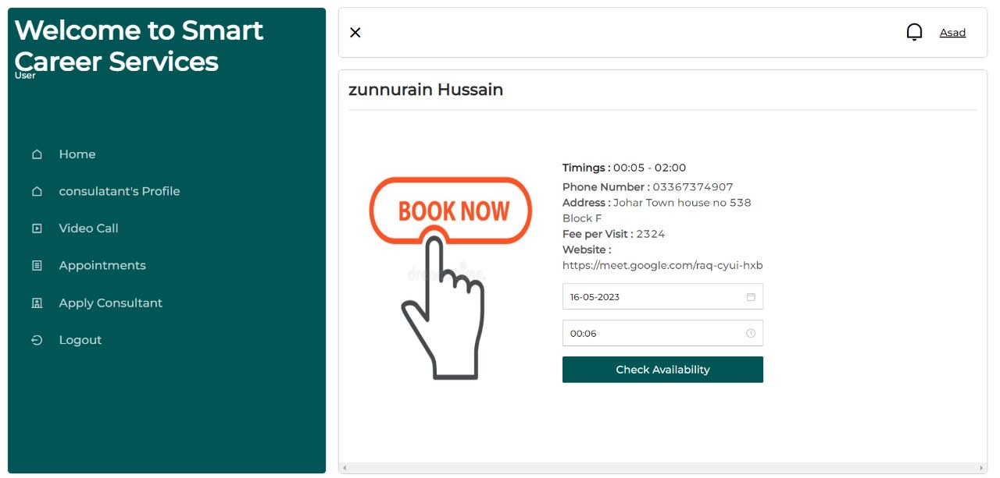 Welcome to Smart
Career Services
User
Home
consulatant's Profile
Video Call
Appointments
Apply Consultant
Logout
Asad
zunnurain Hussain
BOOK NOW
Timings : 00:05 - 02:00
Phone Number : 03367374907
Address : Johar Town house no 538
Block F
Fee per Visit : 2324
Website :
https://meet.google.com/raq-cyui-hxb
16-05-2023
00:06
Check Availability